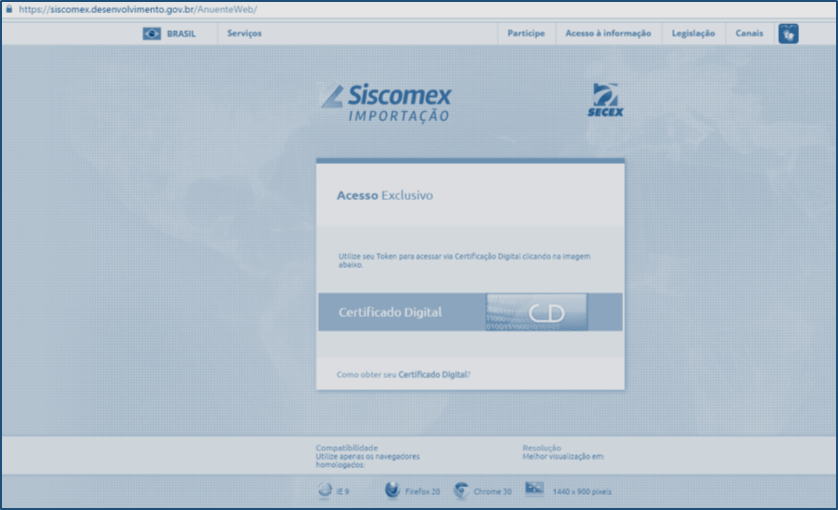 https://siscomex.desenvolvimento.gov.br/AnuenteWeb/
BRASIL Serviços Participe Acesso à informação Legislação Canais
Siscomex
IMPORTAÇÃO
SECEX
Acesso Exclusivo
Utilize seu Token para acessar via Certificação Digital clicando na imagem
abaixo.
Certificado Digital CD
Como obter seu Certificado Digital?
Compatibilidade
Utilize apenas os navegadores
homologados:
Resolução
Melhor visualização em:
IE 9 Firefox 20 Chrome 30 1440 x 900 pixels